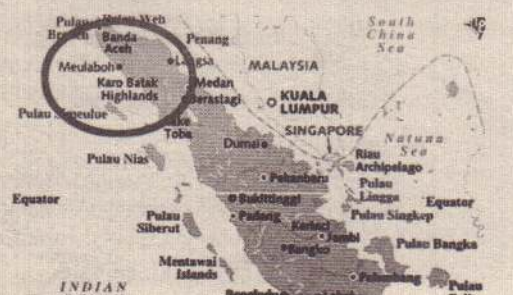 South
China
Sea
Pulau Weh
Pulau
Banda
Aceh
Penang
Langsa
MALAYSIA
Meulaboh
Medan
Karo Batak
Highlands
Berastagi
KUALA
LUMPUR
Pulau Simeulue
Lake
Toba
SINGAPORE
Dumai
Natuna
Sea
Pulau Nias
Riau
Archipelago
Pekanbaru
Pulau
Lingga
Equator
Bukittinggi
Equator
Pulau
Siberut
Padang
Pulau Singkep
Kerinci
Jambi
Bangko
Pulau Bangka
Mentawai
Islands
Palembang
Pulau
INDIAN